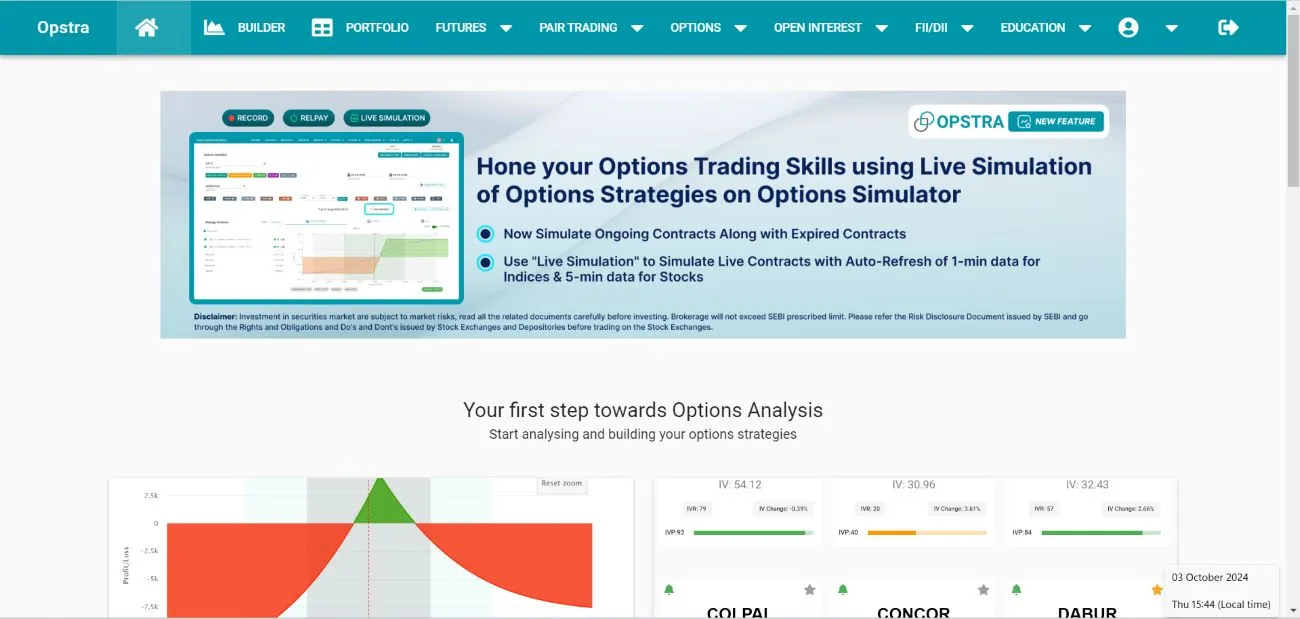 Opstra
BUILDER
PORTFOLIO
FUTURES
PAIR TRADING
OPTIONS
OPEN INTEREST
FII/DII
EDUCATION
RECORD
RELPAY
LIVE SIMULATION
OPSTRA
NEW FEATURE
Hone your Options Trading Skills using Live Simulation
of Options Strategies on Options Simulator
Now Simulate Ongoing Contracts Along with Expired Contracts
Use "Live Simulation" to Simulate Live Contracts with Auto-Refresh of 1-min data for
Indices & 5-min data for Stocks
Disclaimer: Investment in securities market are subject to market risks, read all the related documents carefully before investing. Brokerage will not exceed SEBI prescribed limit. Please refer the Risk Disclosure Document issued by SEBI and go
through the Rights and Obligations and Do's and Dont's issued by Stock Exchanges and Depositories before trading on the Stock Exchanges.
Your first step towards Options Analysis
Start analysing and building your options strategies
Reset zoom
2.5k
0
-2.5k
-5k
-7.5k
Profit/Loss
IV: 54.12
IV: 30.96
IV: 32.43
IVR: 79
IV Change: -0.39%
IVR: 20
IV Change: 3.61%
IVR: 57
IV Change: 2.66%
IVP:93
IVP:40
IVP:84
COLPAL
CONCOR
DABUR
03 October 2024
Thu 15:44 (Local time)